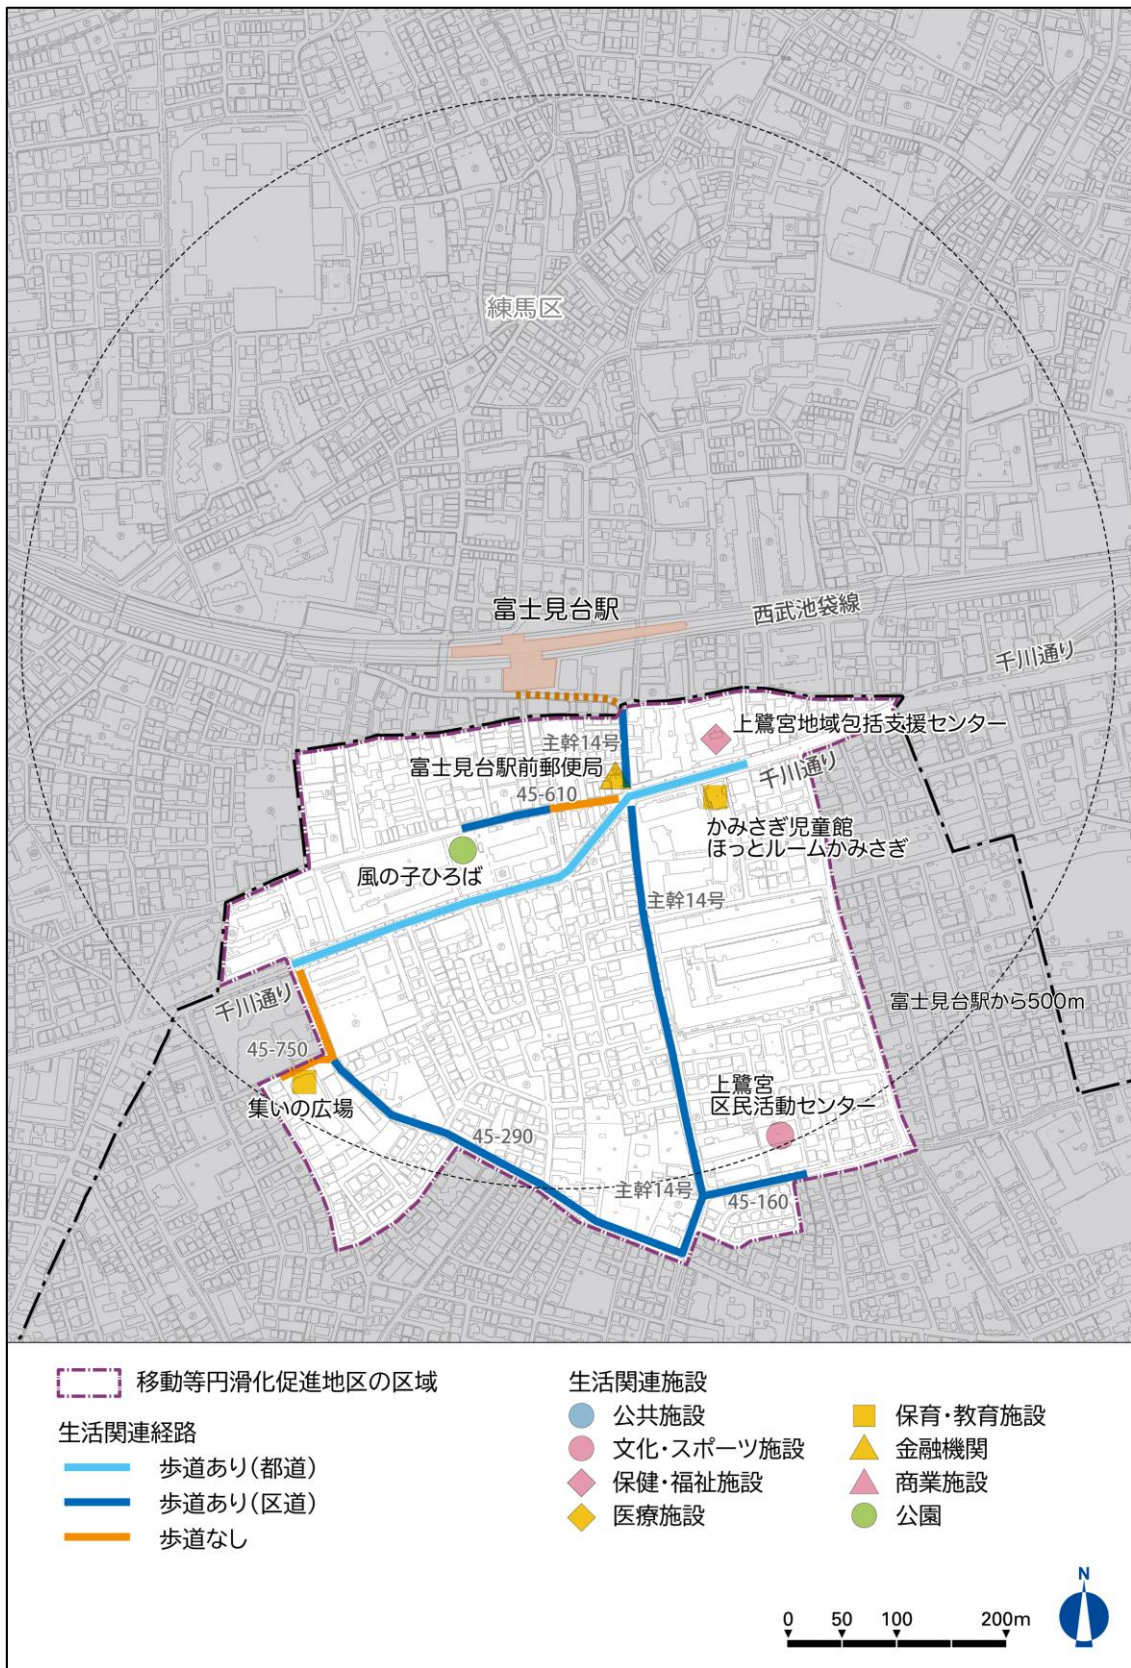 練馬区
富士見台駅
西武池袋線
千川通り
上鷺宮地域包括支援センター
主幹14号
富士見台駅前郵便局
千川通り
45-610
かみさぎ児童館
ほっとルームかみさぎ
風の子ひろば
主幹14号
千川通り
富士見台駅から500m
45-750
集いの広場
上鷺宮
区民活動センター
45-290
主幹14号
45-160
移動等円滑化促進地区の区域
生活関連経路
歩道あり(都道)
歩道あり(区道)
歩道なし
生活関連施設
公共施設
文化・スポーツ施設
保健・福祉施設
医療施設
保育・教育施設
金融機関
商業施設
公園
N
0 50 100 200m